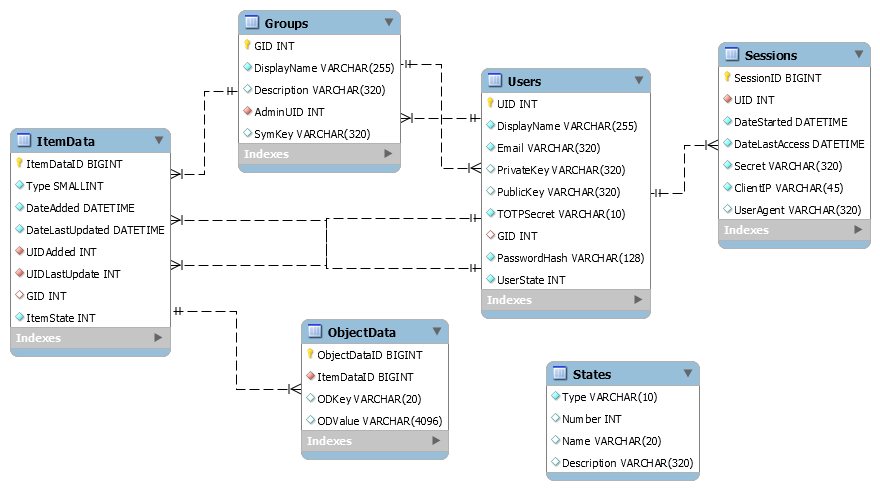 Groups
GID INT
DisplayName VARCHAR(255)
Description VARCHAR(320)
AdminUID INT
SymKey VARCHAR(320)
Indexes
Users
UID INT
DisplayName VARCHAR(255)
Email VARCHAR(320)
PrivateKey VARCHAR(320)
PublicKey VARCHAR(320)
TOTPSecret VARCHAR(10)
GID INT
PasswordHash VARCHAR(128)
UserState INT
Indexes
Sessions
SessionID BIGINT
UID INT
DateStarted DATETIME
DateLastAccess DATETIME
Secret VARCHAR(320)
ClientIP VARCHAR(45)
UserAgent VARCHAR(320)
Indexes
ItemData
ItemDataID BIGINT
Type SMALLINT
DateAdded DATETIME
DateLastUpdated DATETIME
UIDAdded INT
UIDLastUpdate INT
GID INT
ItemState INT
Indexes
ObjectData
ObjectDataID BIGINT
ItemDataID BIGINT
ODKey VARCHAR(20)
ODValue VARCHAR(4096)
Indexes
States
Type VARCHAR(10)
Number INT
Name VARCHAR(20)
Description VARCHAR(320)